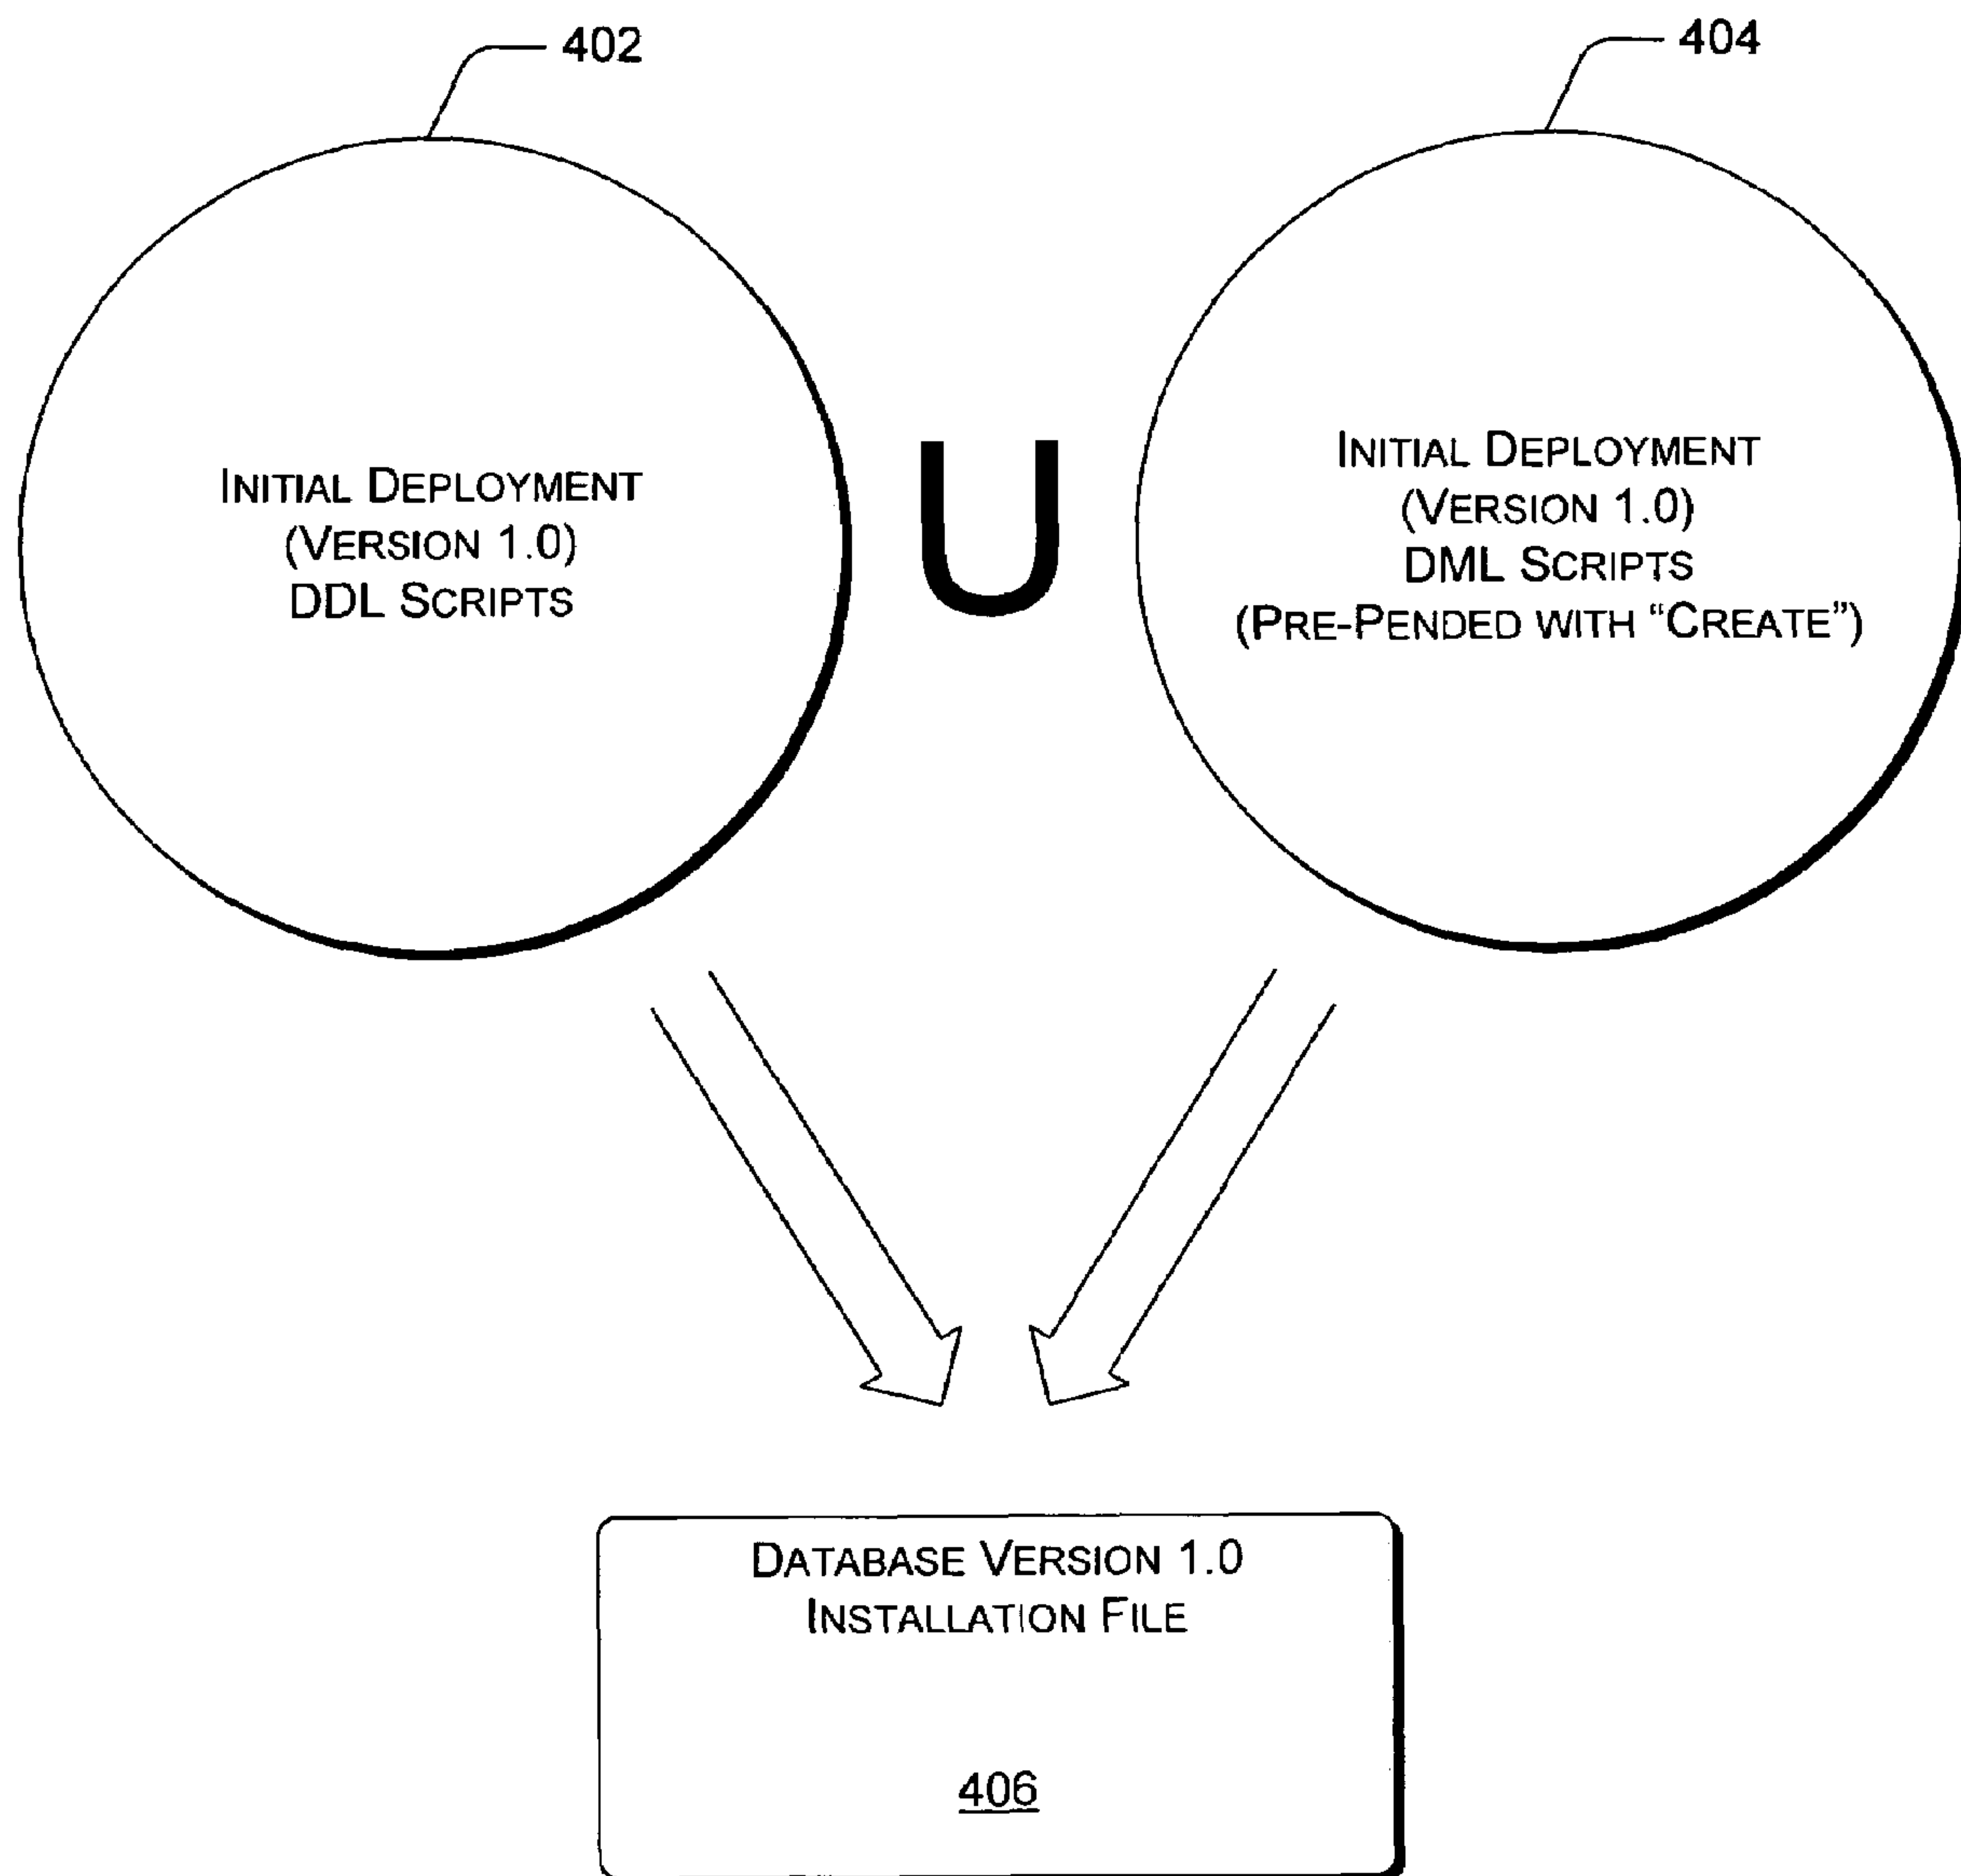 402
404
INITIAL DEPLOYMENT
(VERSION 1.0)
DDL SCRIPTS
U
INITIAL DEPLOYMENT
(VERSION 1.0)
DML SCRIPTS
(PRE-PENDED WITH “CREATE”)
DATABASE VERSION 1.0
INSTALLATION FILE
406